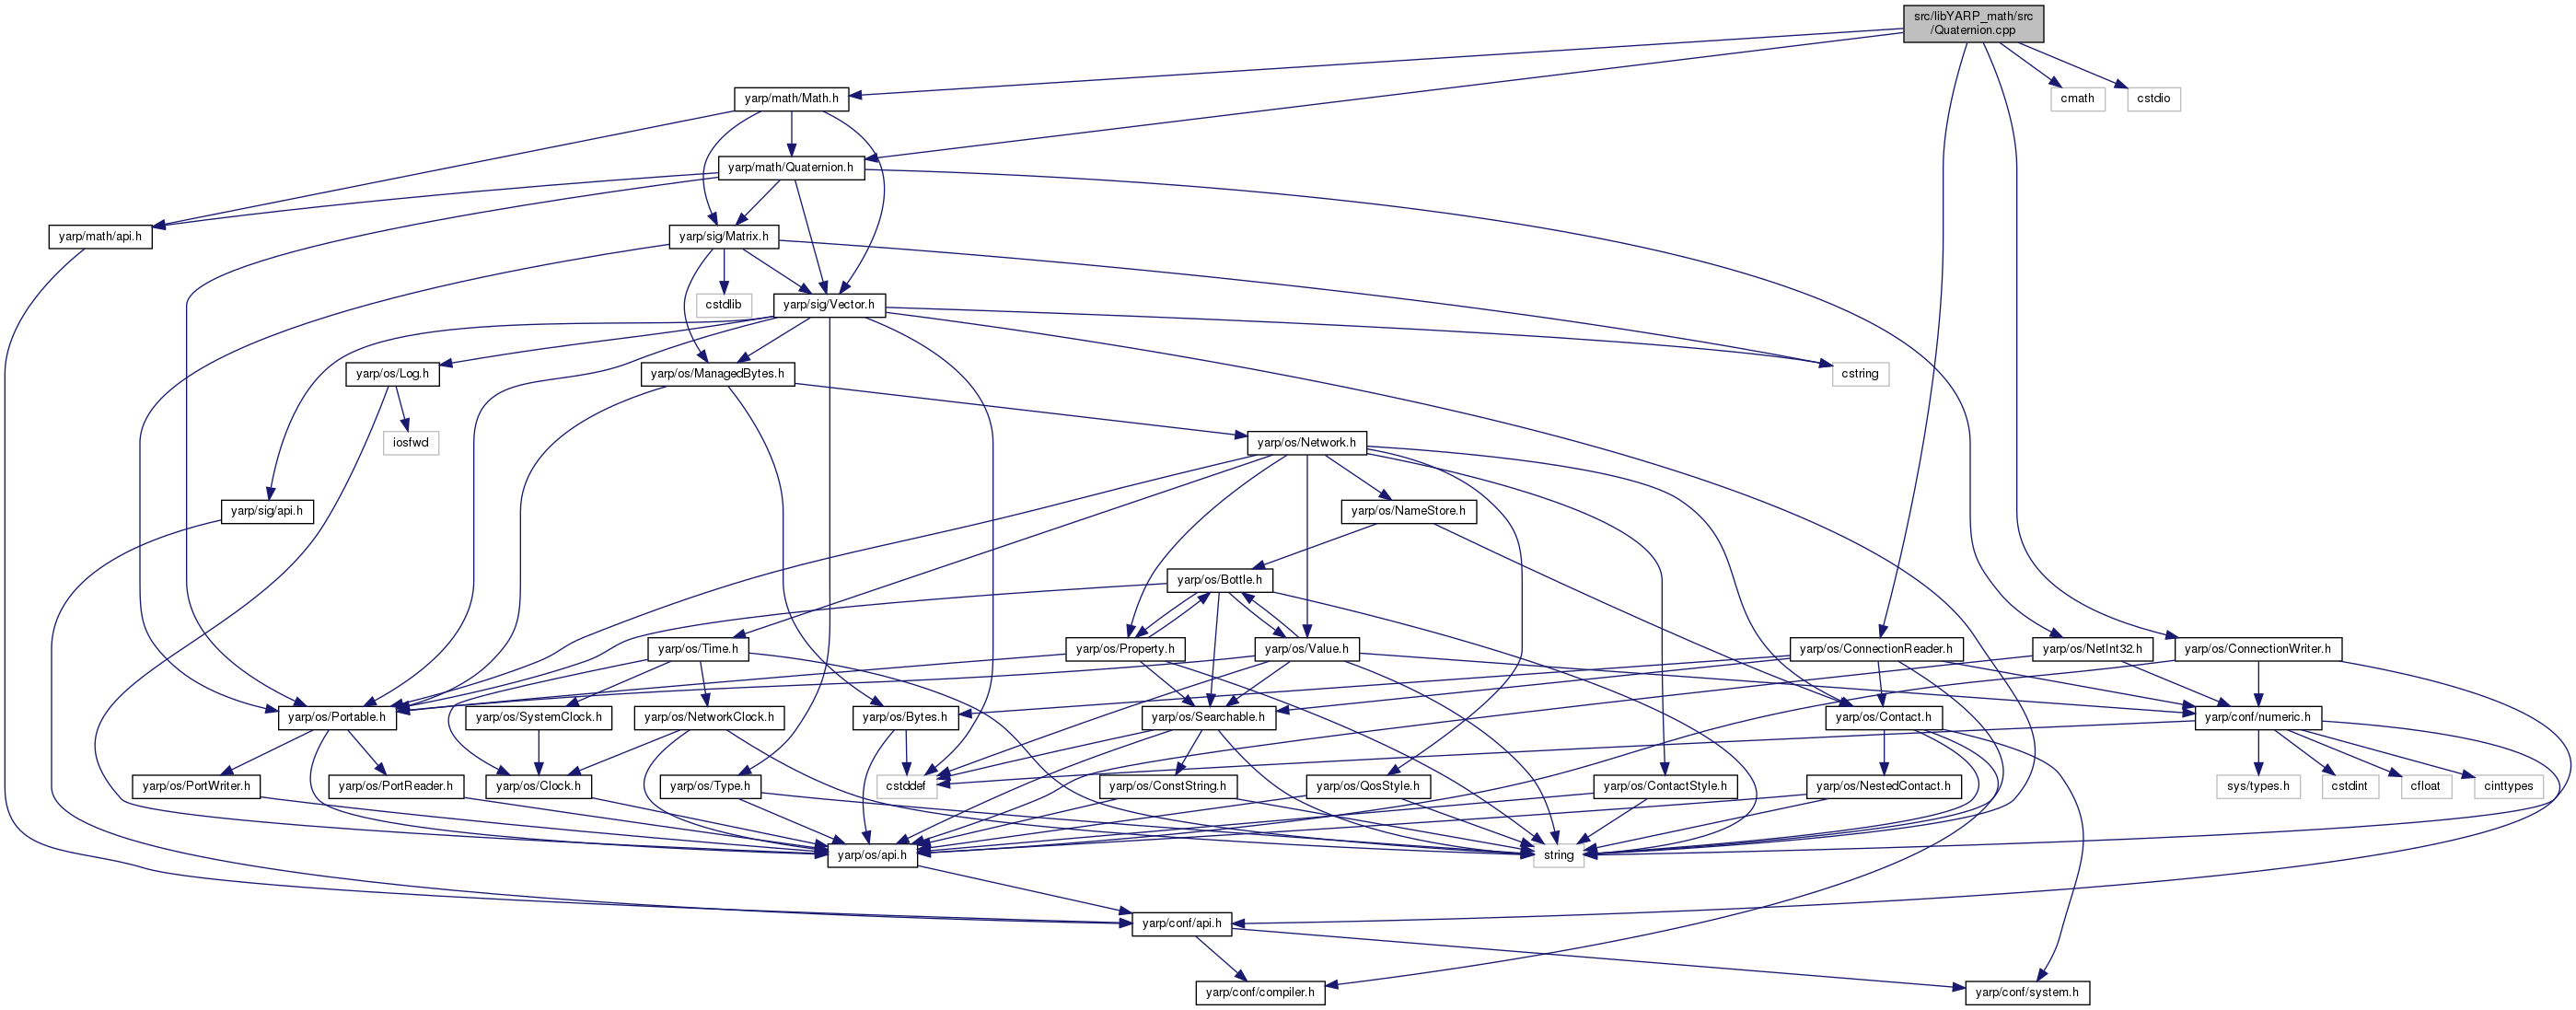 src/libYARP_math/src
/Quaternion.cpp
yarp/math/Math.h
cmath
cstdio
yarp/math/Quaternion.h
yarp/math/api.h
yarp/sig/Matrix.h
cstdlib
yarp/sig/Vector.h
yarp/os/Log.h
yarp/os/ManagedBytes.h
cstring
iosfwd
yarp/os/Network.h
yarp/sig/api.h
yarp/os/NameStore.h
yarp/os/Bottle.h
yarp/os/Time.h
yarp/os/Property.h
yarp/os/Value.h
yarp/os/ConnectionReader.h
yarp/os/NetInt32.h
yarp/os/ConnectionWriter.h
yarp/os/Portable.h
yarp/os/SystemClock.h
yarp/os/NetworkClock.h
yarp/os/Bytes.h
yarp/os/Searchable.h
yarp/os/Contact.h
yarp/conf/numeric.h
yarp/os/PortWriter.h
yarp/os/PortReader.h
yarp/os/Clock.h
yarp/os/Type.h
cstddef
yarp/os/ConstString.h
yarp/os/QosStyle.h
yarp/os/ContactStyle.h
yarp/os/NestedContact.h
sys/types.h
cstdint
cfloat
cinttypes
yarp/os/api.h
string
yarp/conf/api.h
yarp/conf/compiler.h
yarp/conf/system.h